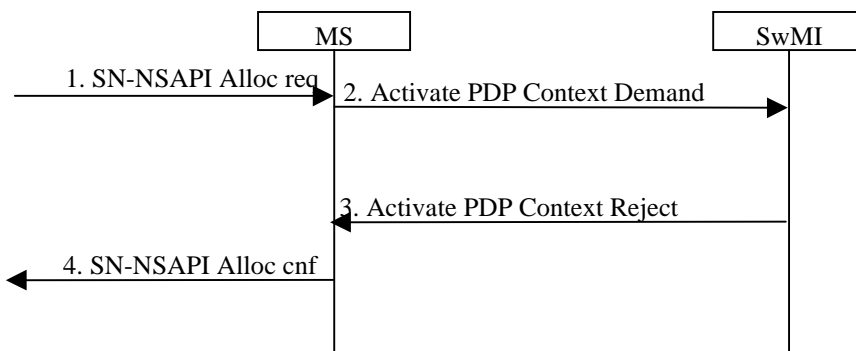 MS
SwMI
1. SN-NSAPI Alloc req
2. Activate PDP Context Demand
3. Activate PDP Context Reject
4. SN-NSAPI Alloc cnf